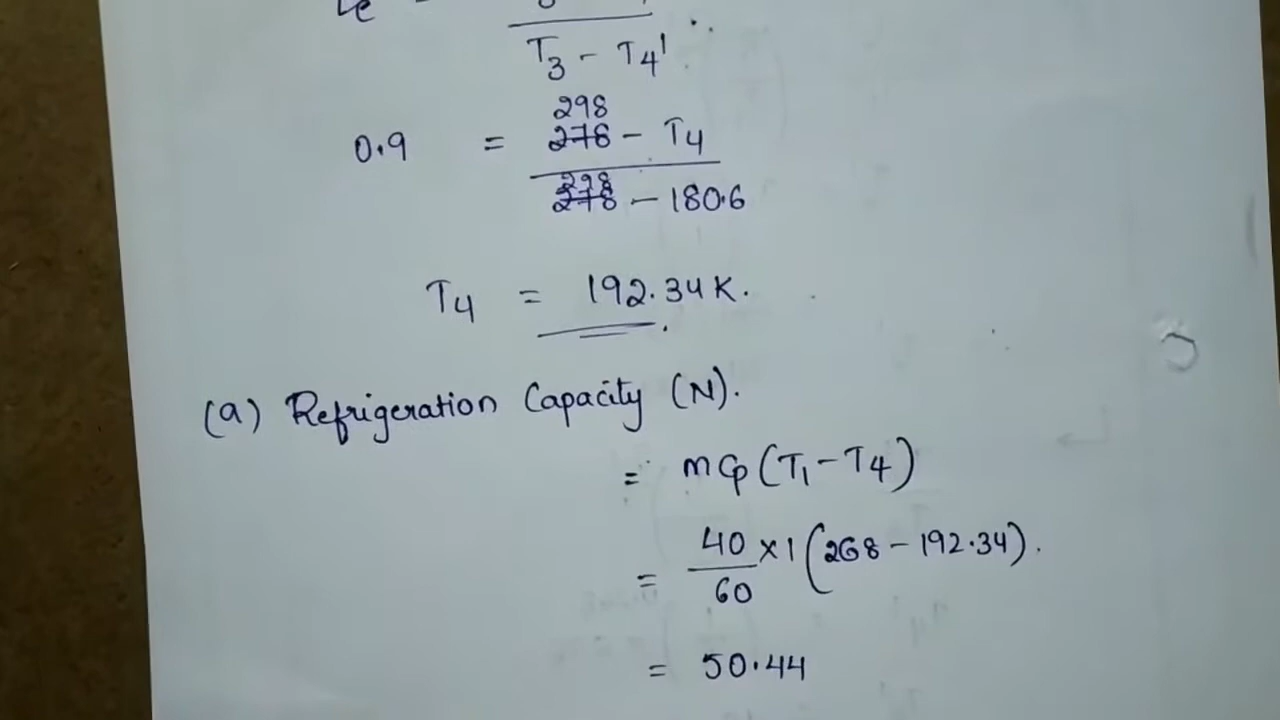 T3 - T4'
298
0.9 = 278 - T4
298
278 - 180.6
T4 = 192.34K.
(a) Refrigeration Capacity (N).
= mCp (T1 - T4)
= 40/60 x 1 (268 - 192.34).
= 50.44